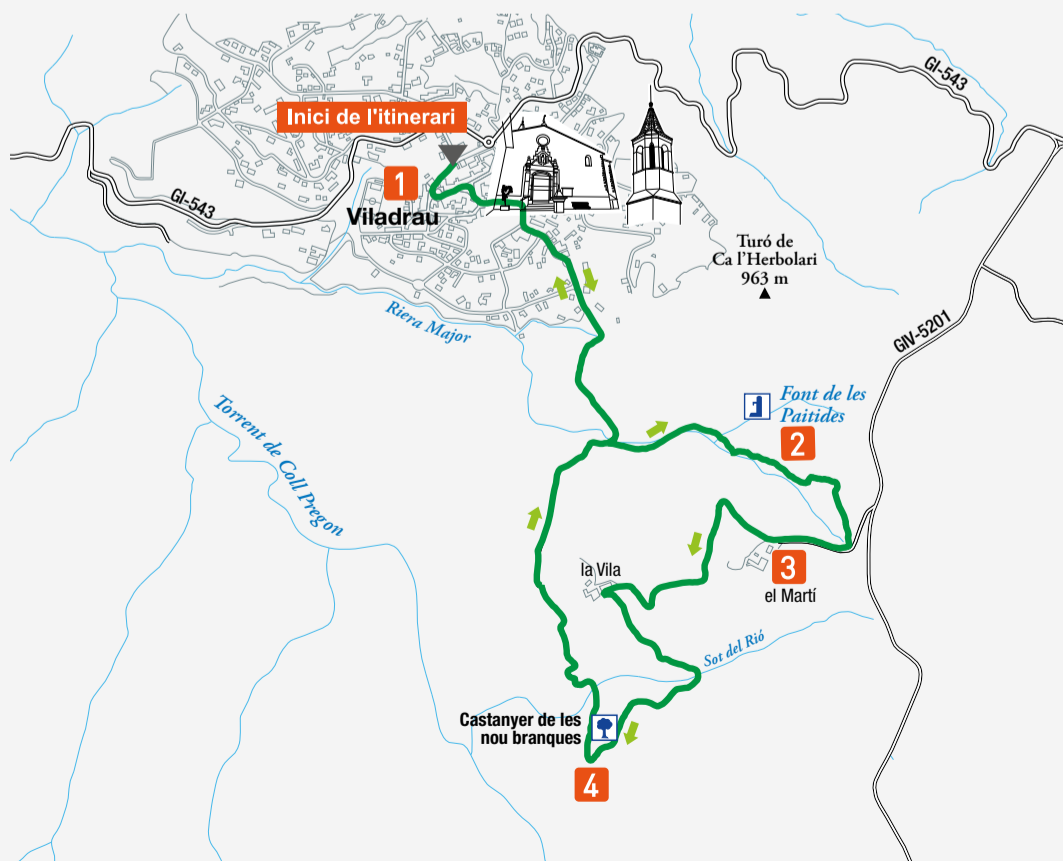 GI-543
Inici de l'itinerari
1
Viladrau
GI-543
Turó de
Ca l'Herbolari
963 m
Riera Major
GIV-5201
Font de les
Paitides
2
Torrent de Coll Pregon
la Vila
3
el Martí
Sot del Rió
Castanyer de les
nou branques
4